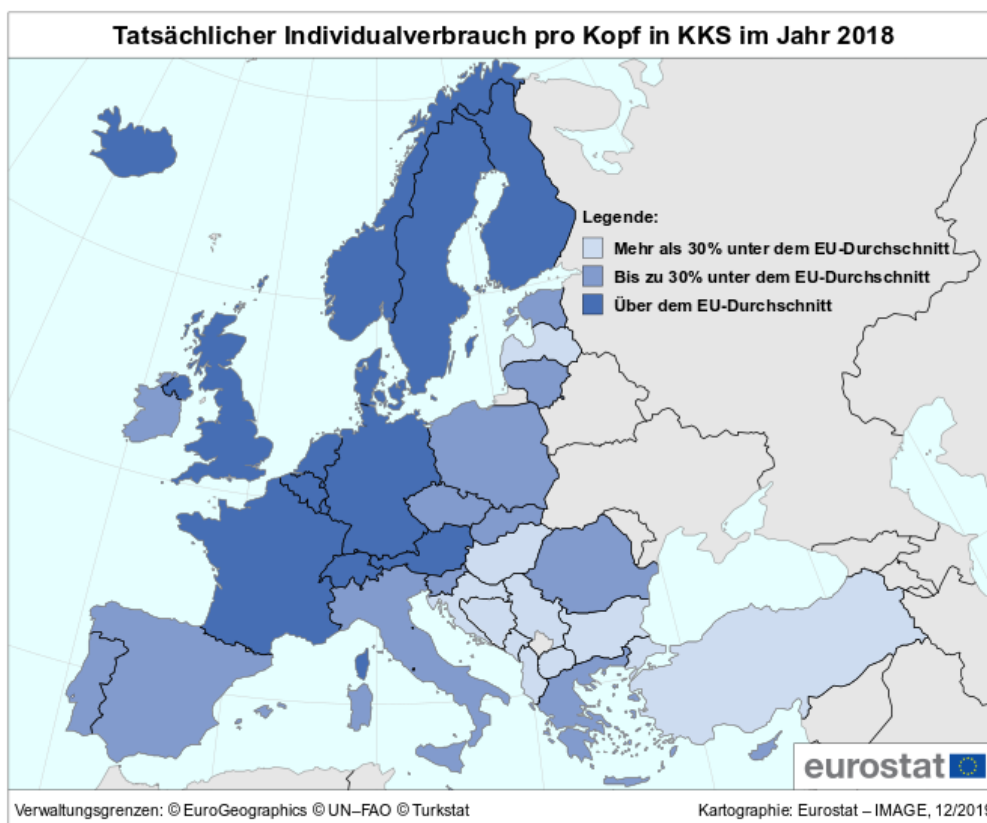 Tatsächlicher Individualverbrauch pro Kopf in KKS im Jahr 2018
Legende:
Mehr als 30% unter dem EU-Durchschnitt
Bis zu 30% unter dem EU-Durchschnitt
Über dem EU-Durchschnitt
eurostat
Verwaltungsgrenzen: © EuroGeographics © UN–FAO © Turkstat
Kartographie: Eurostat – IMAGE, 12/2019